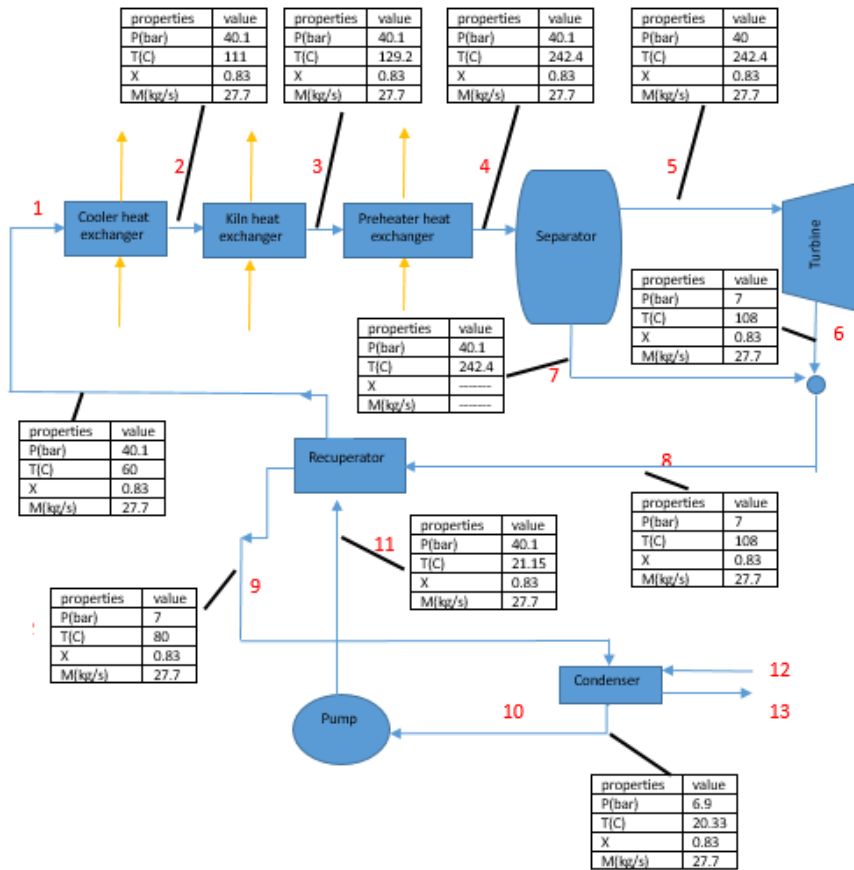 properties value
P(bar) 40.1
T(C) 111
X 0.83
M(kg/s) 27.7
properties value
P(bar) 40.1
T(C) 129.2
X 0.83
M(kg/s) 27.7
properties value
P(bar) 40.1
T(C) 242.4
X 0.83
M(kg/s) 27.7
properties value
P(bar) 40
T(C) 242.4
X 0.83
M(kg/s) 27.7
2
3
4
5
1
Cooler heat
exchanger
Kiln heat
exchanger
Preheater heat
exchanger
Separator
Turbine
properties value
P(bar) 7
T(C) 108
X 0.83
M(kg/s) 27.7
6
properties value
P(bar) 40.1
T(C) 242.4
X -------
M(kg/s) -------
7
properties value
P(bar) 40.1
T(C) 60
X 0.83
M(kg/s) 27.7
Recuperator
8
properties value
P(bar) 7
T(C) 108
X 0.83
M(kg/s) 27.7
11
properties value
P(bar) 40.1
T(C) 21.15
X 0.83
M(kg/s) 27.7
9
properties value
P(bar) 7
T(C) 80
X 0.83
M(kg/s) 27.7
Condenser
12
13
Pump
10
properties value
P(bar) 6.9
T(C) 20.33
X 0.83
M(kg/s) 27.7